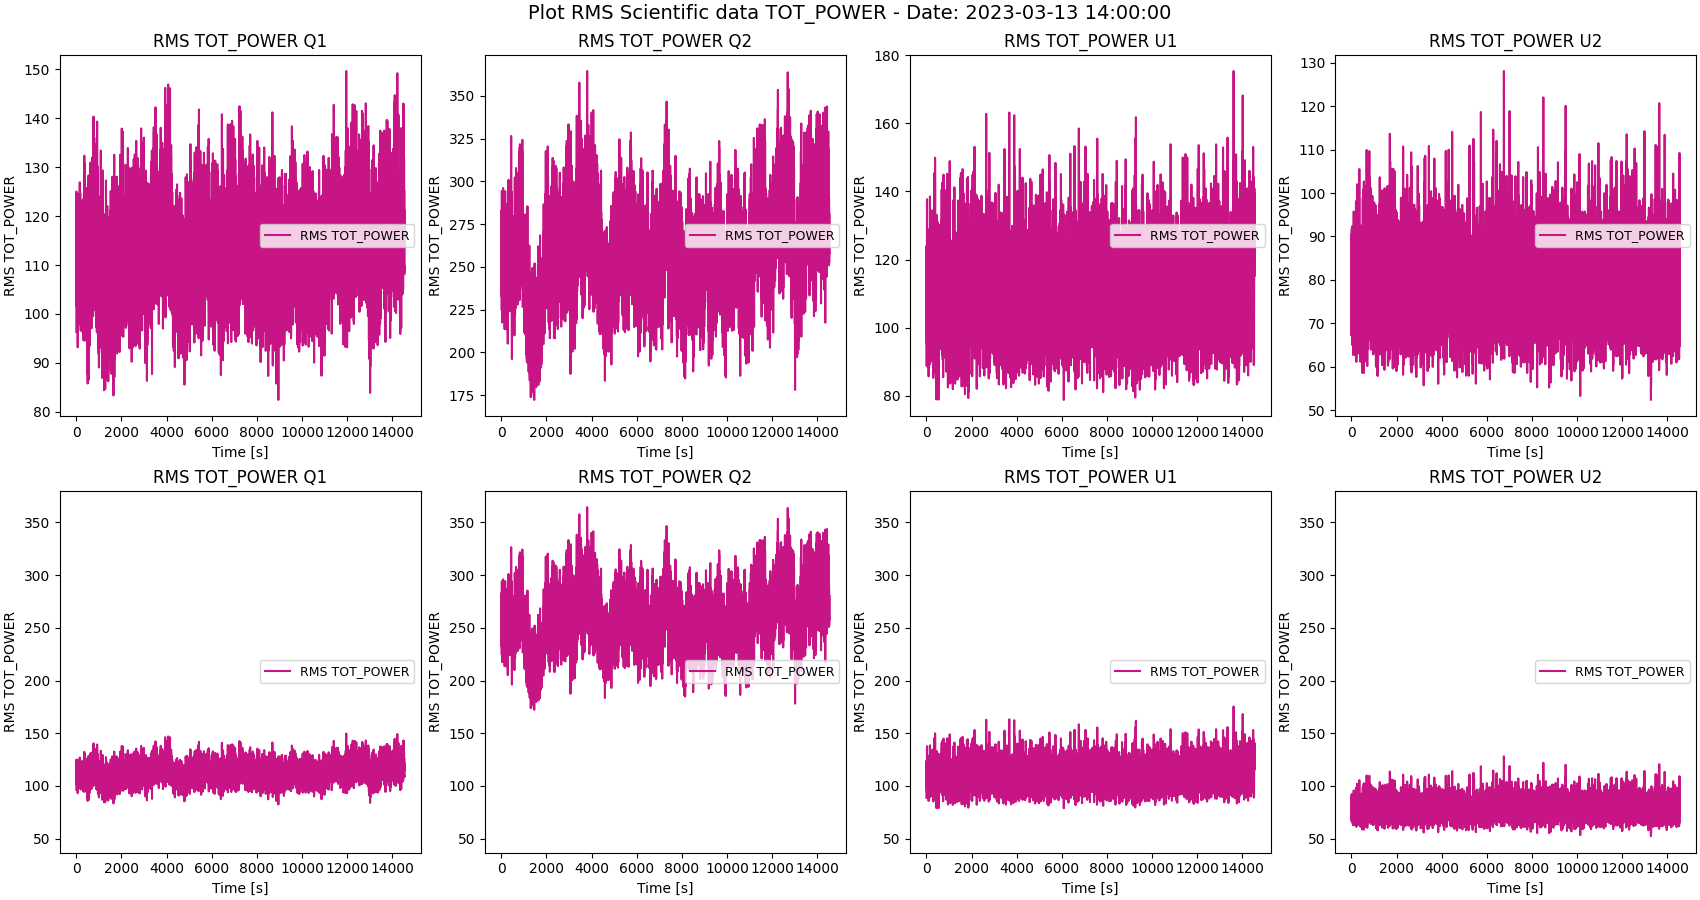 Plot RMS Scientific data TOT_POWER - Date: 2023-03-13 14:00:00
RMS TOT_POWER Q1
RMS TOT_POWER
150
140
130
120
110
100
90
80
RMS TOT_POWER
0 2000 4000 6000 8000 10000 12000 14000
Time [s]
RMS TOT_POWER Q2
RMS TOT_POWER
350
325
300
275
250
225
200
175
RMS TOT_POWER
0 2000 4000 6000 8000 10000 12000 14000
Time [s]
RMS TOT_POWER U1
RMS TOT_POWER
180
160
140
120
100
80
RMS TOT_POWER
0 2000 4000 6000 8000 10000 12000 14000
Time [s]
RMS TOT_POWER U2
RMS TOT_POWER
130
120
110
100
90
80
70
60
50
RMS TOT_POWER
0 2000 4000 6000 8000 10000 12000 14000
Time [s]
RMS TOT_POWER Q1
RMS TOT_POWER
350
300
250
200
150
100
50
RMS TOT_POWER
0 2000 4000 6000 8000 10000 12000 14000
Time [s]
RMS TOT_POWER Q2
RMS TOT_POWER
350
300
250
200
150
100
50
RMS TOT_POWER
0 2000 4000 6000 8000 10000 12000 14000
Time [s]
RMS TOT_POWER U1
RMS TOT_POWER
350
300
250
200
150
100
50
RMS TOT_POWER
0 2000 4000 6000 8000 10000 12000 14000
Time [s]
RMS TOT_POWER U2
RMS TOT_POWER
350
300
250
200
150
100
50
RMS TOT_POWER
0 2000 4000 6000 8000 10000 12000 14000
Time [s]